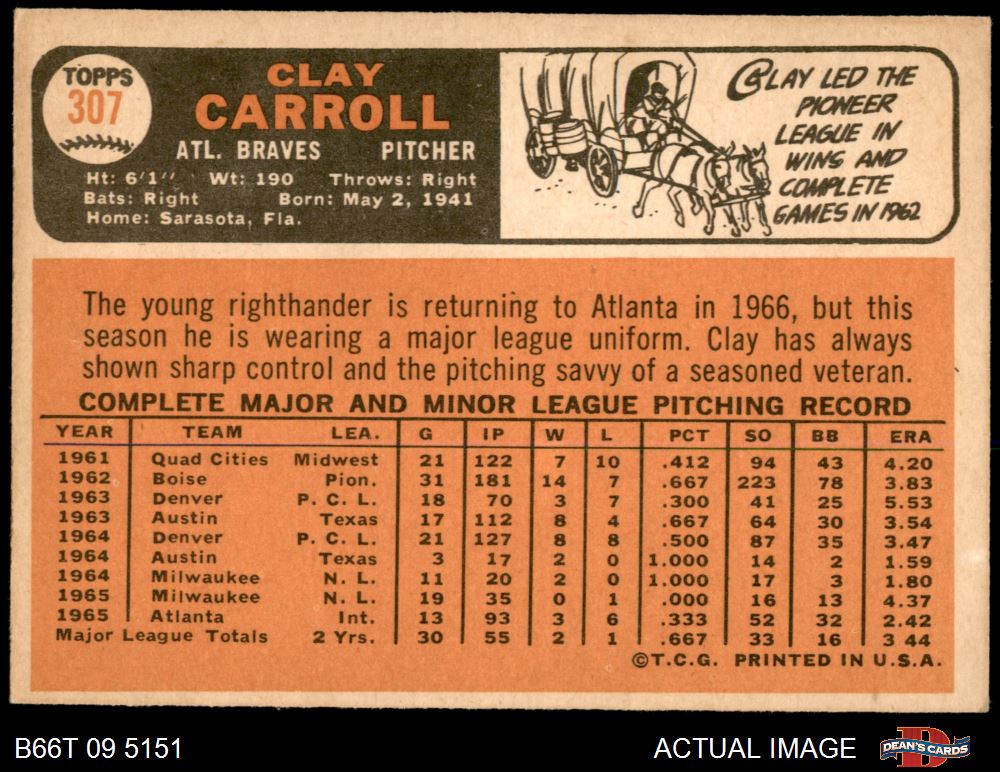 TOPPS
307
CLAY
CARROLL
ATL. BRAVES PITCHER
Ht: 6'1" Wt: 190 Throws: Right
Bats: Right Born: May 2, 1941
Home: Sarasota, Fla.
CLAY LED THE
PIONEER
LEAGUE IN
WINS AND
COMPLETE
GAMES IN 1962
The young righthander is returning to Atlanta in 1966, but this
season he is wearing a major league uniform. Clay has always
shown sharp control and the pitching savvy of a seasoned veteran.
COMPLETE MAJOR AND MINOR LEAGUE PITCHING RECORD
YEAR TEAM LEA. G IP W L PCT SO BB ERA
1961 Quad Cities Midwest 21 122 7 10 .412 94 43 4.20
1962 Boise Pion. 31 181 14 7 .667 223 78 3.83
1963 Denver P. C. L. 18 70 3 7 .300 41 25 5.53
1963 Austin Texas 17 112 8 4 .667 64 30 3.54
1964 Denver P. C. L. 21 127 8 8 .500 87 35 3.47
1964 Austin Texas 3 17 2 0 1.000 14 2 1.59
1964 Milwaukee N. L. 11 20 2 0 1.000 17 3 1.80
1965 Milwaukee N. L. 19 35 0 1 .000 16 13 4.37
1965 Atlanta Int. 13 93 3 6 .333 52 32 2.42
Major League Totals 2 Yrs. 30 55 2 1 .667 33 16 3 44
©T.C.G. PRINTED IN U.S.A.
B66T 09 5151 ACTUAL IMAGE DEAN'S CARDS